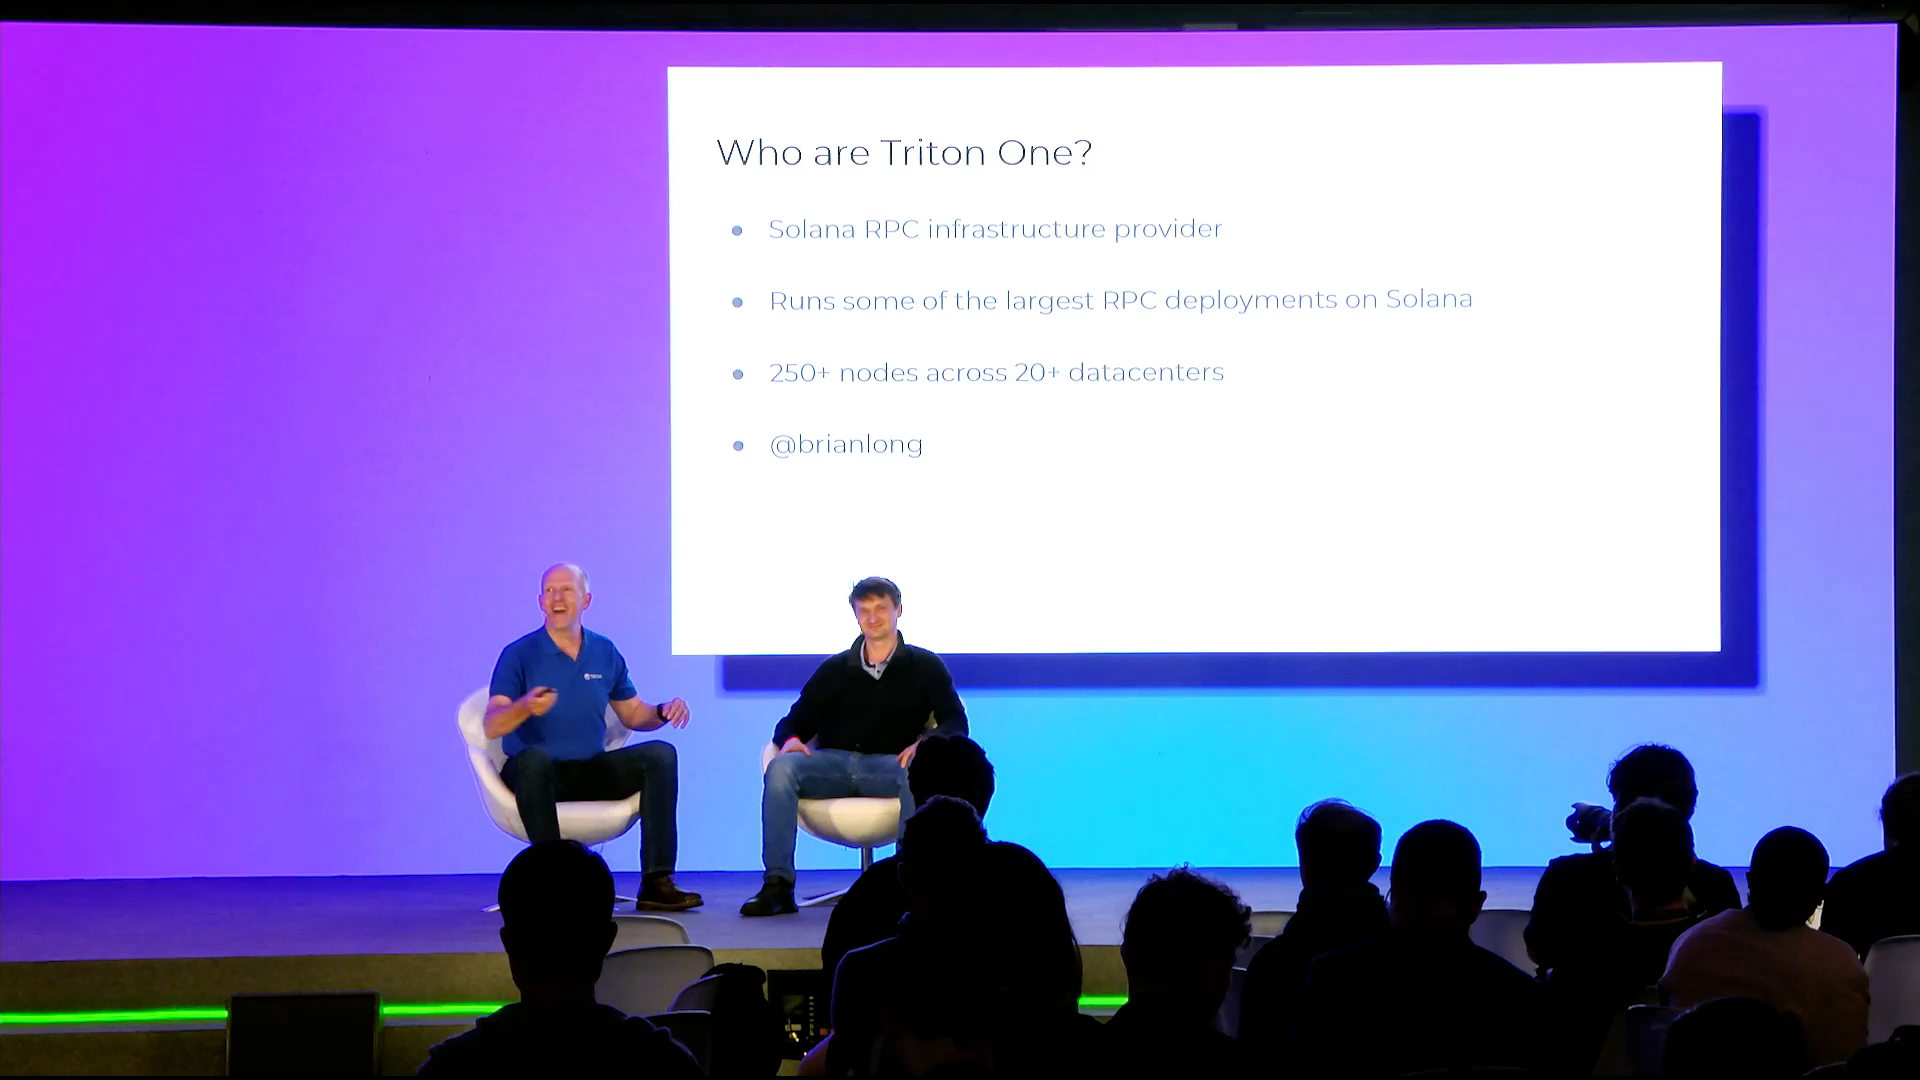 Who are Triton One?
Solana RPC infrastructure provider
Runs some of the largest RPC deployments on Solana
250+ nodes across 20+ datacenters
@brianlong